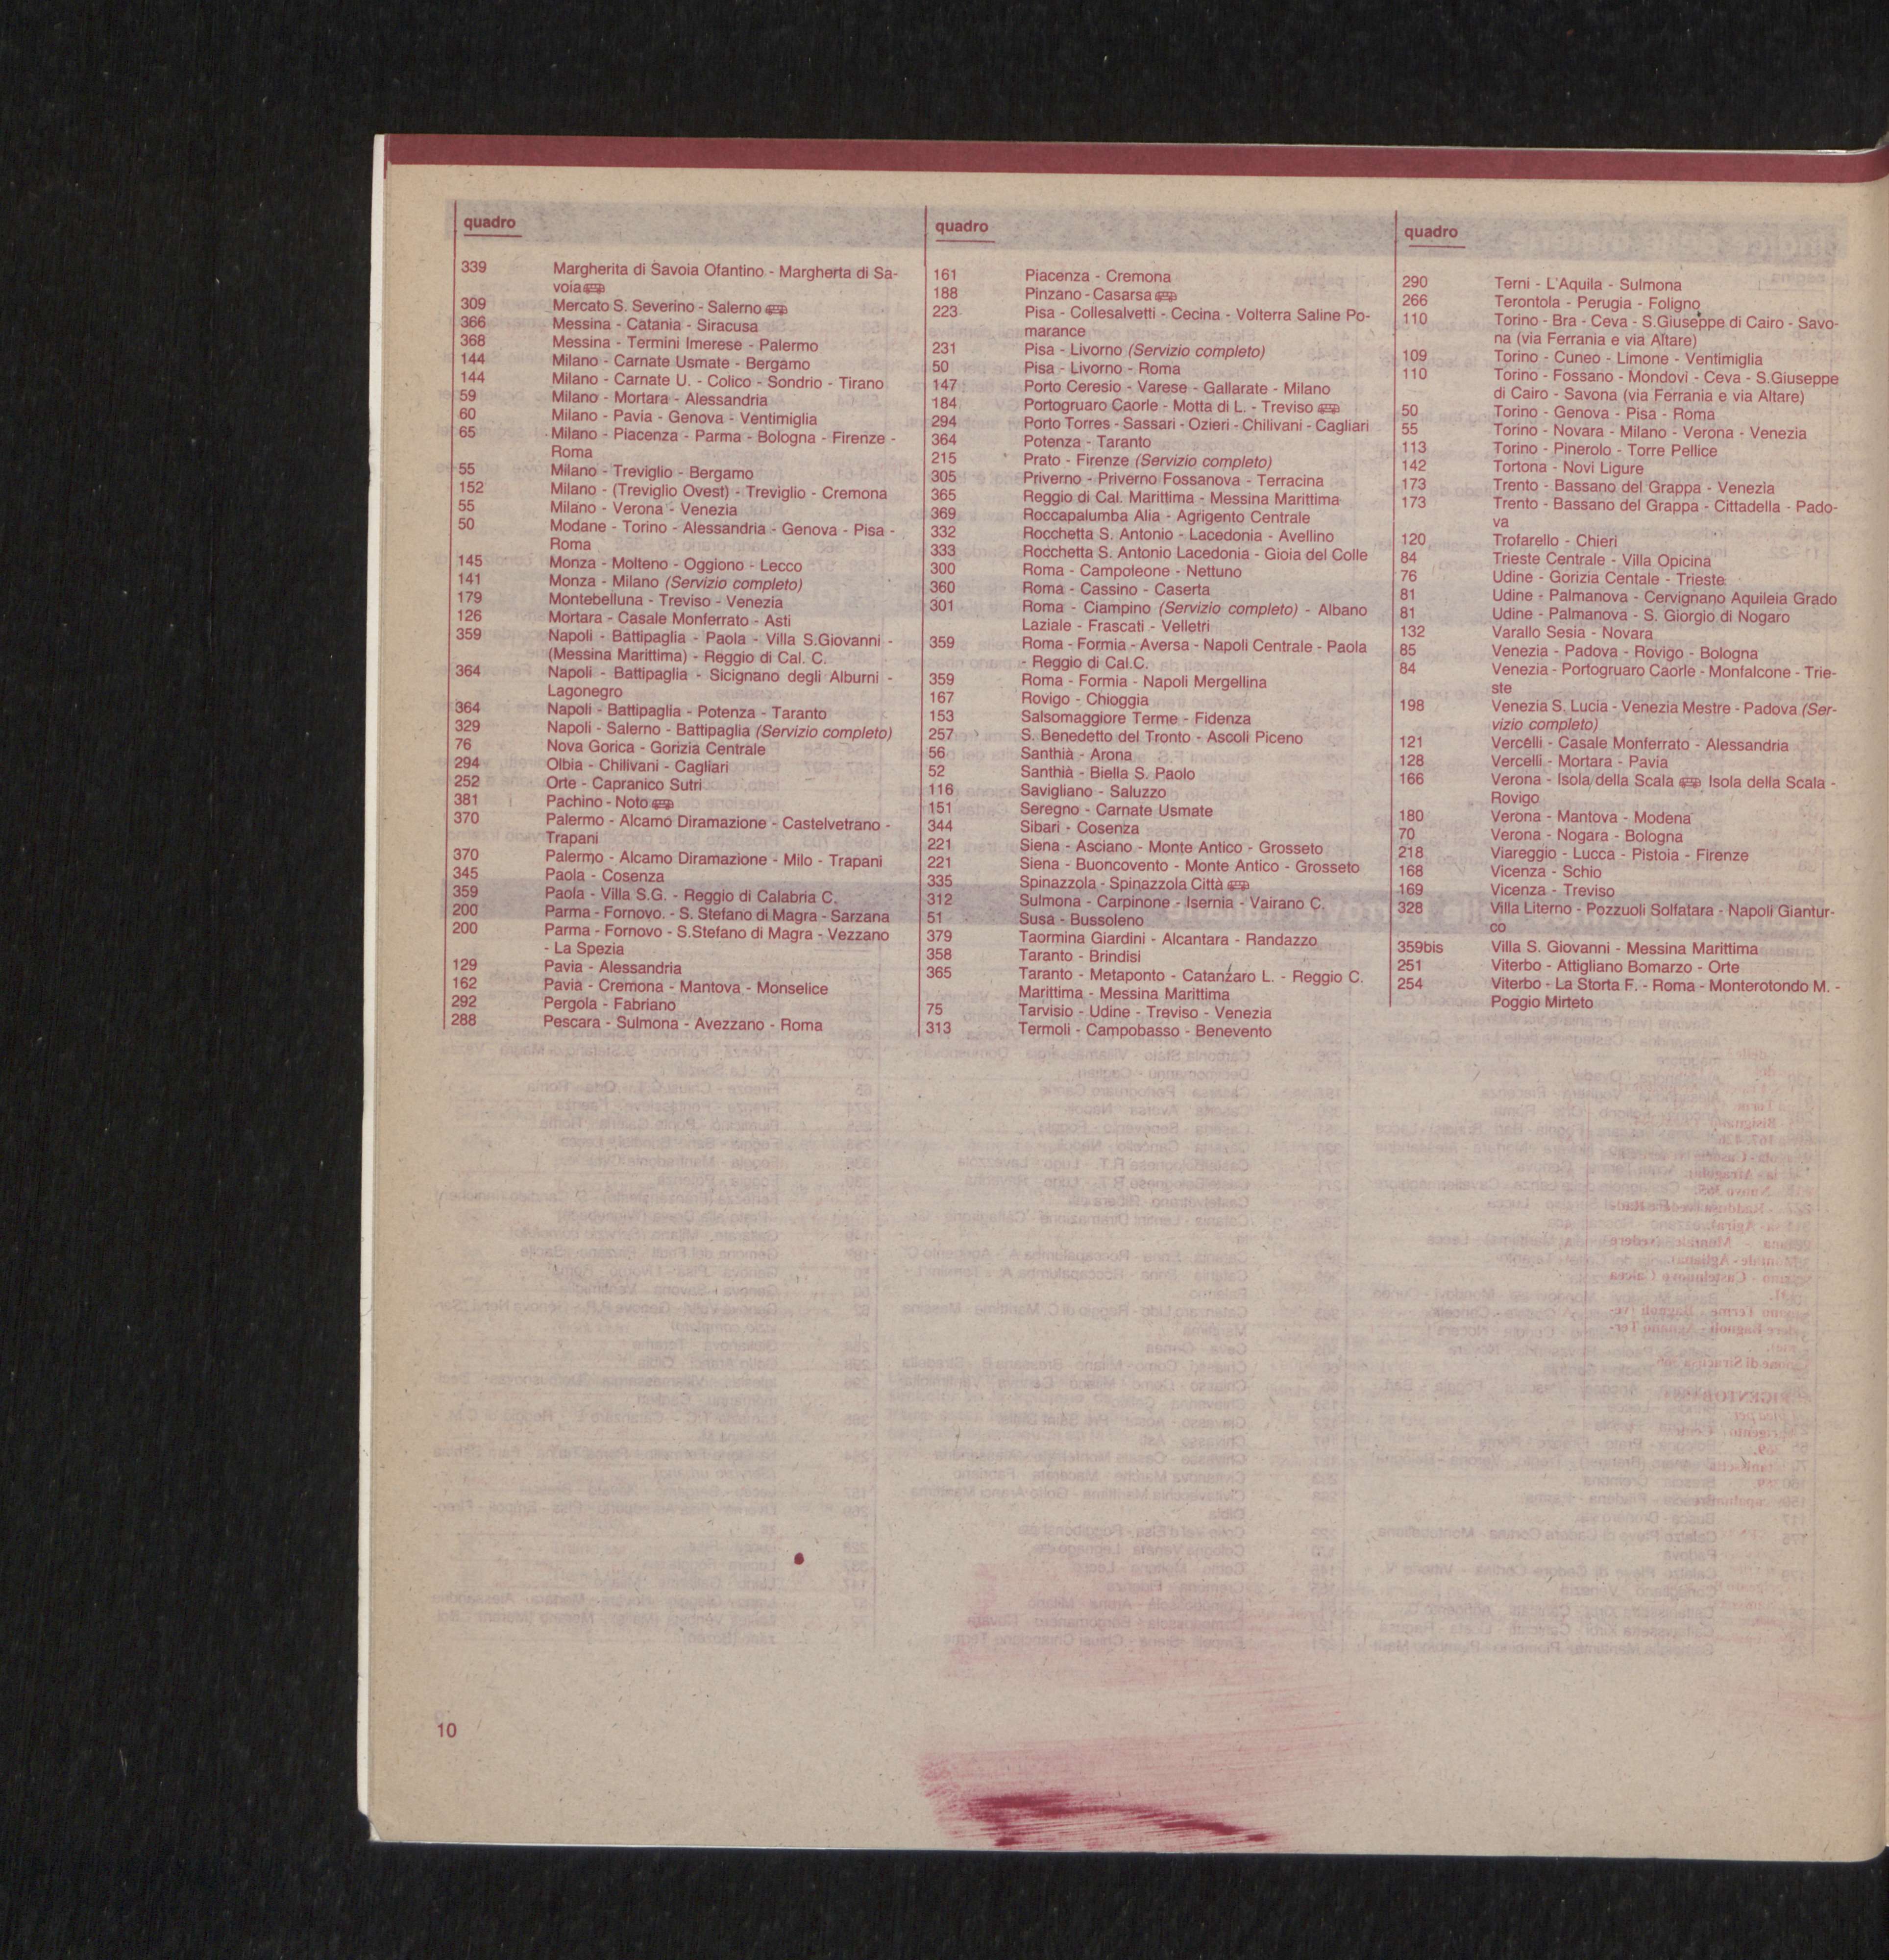 quadro
339 Margherita di Savoia Ofantino - Margherta di Sa-
voia
309 Mercato S. Severino - Salerno
366 Messina - Catania - Siracusa
368 Messina - Termini Imerese - Palermo
144 Milano - Carnate Usmate - Bergamo
144 Milano - Carnate U. - Colico - Sondrio - Tirano
59 Milano - Mortara - Alessandria
60 Milano - Pavia - Genova - Ventimiglia
65 Milano - Piacenza - Parma - Bologna - Firenze -
Roma
55 Milano - Treviglio - Bergamo
152 Milano - (Treviglio Ovest) - Treviglio - Cremona
55 Milano - Verona - Venezia
50 Modane - Torino - Alessandria - Genova - Pisa -
Roma
145 Monza - Molteno - Oggiono - Lecco
141 Monza - Milano (Servizio completo)
179 Montebelluna - Treviso - Venezia
126 Mortara - Casale Monferrato - Asti
359 Napoli - Battipaglia - Paola - Villa S.Giovanni -
(Messina Marittima) - Reggio di Cal. C.
364 Napoli - Battipaglia - Sicignano degli Alburni -
Lagonegro
364 Napoli - Battipaglia - Potenza - Taranto
329 Napoli - Salerno - Battipaglia (Servizio completo)
76 Nova Gorica - Gorizia Centrale
294 Olbia - Chilivani - Cagliari
252 Orte - Capranico Sutri
381 Pachino - Noto
370 Palermo - Alcamo Diramazione - Castelvetrano -
Trapani
370 Palermo - Alcamo Diramazione - Milo - Trapani
345 Paola - Cosenza
359 Paola - Villa S.G. - Reggio di Calabria C.
200 Parma - Fornovo. - S. Stefano di Magra - Sarzana
200 Parma - Fornovo - S.Stefano di Magra - Vezzano
- La Spezia
129 Pavia - Alessandria
162 Pavia - Cremona - Mantova - Monselice
292 Pergola - Fabriano
288 Pescara - Sulmona - Avezzano - Roma
quadro
161 Piacenza - Cremona
188 Pinzano - Casarsa
223 Pisa - Collesalvetti - Cecina - Volterra Saline Po-
marance
231 Pisa - Livorno (Servizio completo)
50 Pisa - Livorno - Roma
147 Porto Ceresio - Varese - Gallarate - Milano
184 Portogruaro Caorle - Motta di L. - Treviso
294 Porto Torres - Sassari - Ozieri - Chilivani - Cagliari
364 Potenza - Taranto
215 Prato - Firenze (Servizio completo)
305 Priverno - Priverno Fossanova - Terracina
365 Reggio di Cal. Marittima - Messina Marittima
369 Roccapalumba Alia - Agrigento Centrale
332 Rocchetta S. Antonio - Lacedonia - Avellino
333 Rocchetta S. Antonio Lacedonia - Gioia del Colle
300 Roma - Campoleone - Nettuno
360 Roma - Cassino - Caserta
301 Roma - Ciampino (Servizio completo) - Albano
Laziale - Frascati - Velletri
359 Roma - Formia - Aversa - Napoli Centrale - Paola
- Reggio di Cal.C.
359 Roma - Formia - Napoli Mergellina
167 Rovigo - Chioggia
153 Salsomaggiore Terme - Fidenza
257 S. Benedetto del Tronto - Ascoli Piceno
56 Santhià - Arona
52 Santhià - Biella S. Paolo
116 Savigliano - Saluzzo
151 Seregno - Carnate Usmate
344 Sibari - Cosenza
221 Siena - Asciano - Monte Antico - Grosseto
221 Siena - Buoncovento - Monte Antico - Grosseto
335 Spinazzola - Spinazzola Città
312 Sulmona - Carpinone - Isernia - Vairano C.
51 Susa - Bussoleno
379 Taormina Giardini - Alcantara - Randazzo
358 Taranto - Brindisi
365 Taranto - Metaponto - Catanzaro L. - Reggio C.
Marittima - Messina Marittima
75 Tarvisio - Udine - Treviso - Venezia
313 Termoli - Campobasso - Benevento
quadro
290 Terni - L'Aquila - Sulmona
266 Terontola - Perugia - Foligno
110 Torino - Bra - Ceva - S.Giuseppe di Cairo - Savo-
na (via Ferrania e via Altare)
109 Torino - Cuneo - Limone - Ventimiglia
110 Torino - Fossano - Mondovì - Ceva - S.Giuseppe
di Cairo - Savona (via Ferrania e via Altare)
50 Torino - Genova - Pisa - Roma
55 Torino - Novara - Milano - Verona - Venezia
113 Torino - Pinerolo - Torre Pellice
142 Tortona - Novi Ligure
173 Trento - Bassano del Grappa - Venezia
173 Trento - Bassano del Grappa - Cittadella - Pado-
va
120 Trofarello - Chieri
84 Trieste Centrale - Villa Opicina
76 Udine - Gorizia Centale - Trieste
81 Udine - Palmanova - Cervignano Aquileia Grado
81 Udine - Palmanova - S. Giorgio di Nogaro
132 Varallo Sesia - Novara
85 Venezia - Padova - Rovigo - Bologna
84 Venezia - Portogruaro Caorle - Monfalcone - Trie-
ste
198 Venezia S. Lucia - Venezia Mestre - Padova (Ser-
vizio completo)
121 Vercelli - Casale Monferrato - Alessandria
128 Vercelli - Mortara - Pavia
166 Verona - Isola della Scala Isola della Scala -
Rovigo
180 Verona - Mantova - Modena
70 Verona - Nogara - Bologna
218 Viareggio - Lucca - Pistoia - Firenze
168 Vicenza - Schio
169 Vicenza - Treviso
328 Villa Literno - Pozzuoli Solfatara - Napoli Giantur-
co
359bis Villa S. Giovanni - Messina Marittima
251 Viterbo - Attigliano Bomarzo - Orte
254 Viterbo - La Storta F. - Roma - Monterotondo M. -
Poggio Mirteto
10